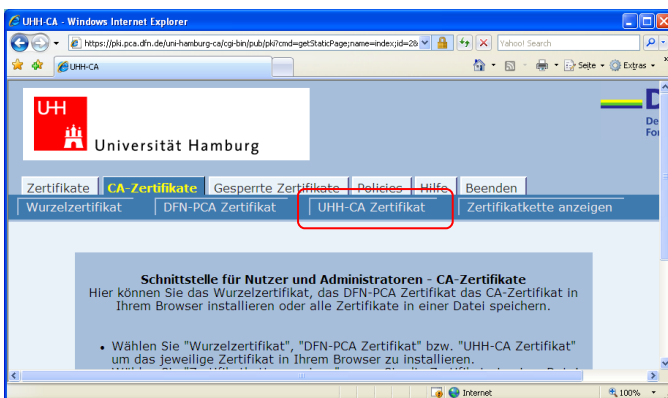 UHH-CA - Windows Internet Explorer
https://pki.pca.dfn.de/uni-hamburg-ca/cgi-bin/pub/pki?cmd=getStaticPage;name=index;id=2&
Yahoo! Search
UHH-CA
Seite
Extras
UHH
Universität Hamburg
D
De
For
Zertifikate CA-Zertifikate Gesperrte Zertifikate Policies Hilfe Beenden
Wurzelzertifikat DFN-PCA Zertifikat UHH-CA Zertifikat Zertifikatkette anzeigen
Schnittstelle für Nutzer und Administratoren - CA-Zertifikate
Hier können Sie das Wurzelzertifikat, das DFN-PCA Zertifikat das CA-Zertifikat in
Ihrem Browser installieren oder alle Zertifikate in einer Datei speichern.
• Wählen Sie "Wurzelzertifikat", "DFN-PCA Zertifikat" bzw. "UHH-CA Zertifikat"
um das jeweilige Zertifikat in Ihrem Browser zu installieren.
Internet
100%